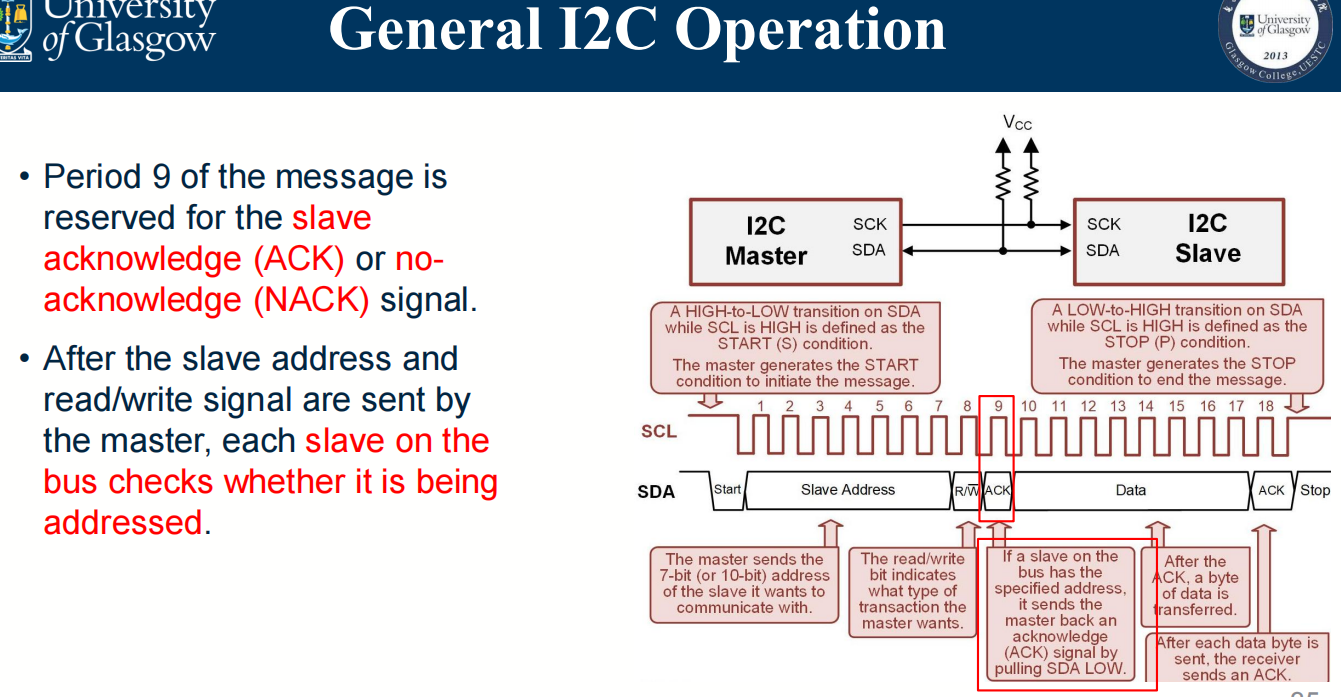 University
of Glasgow
General I2C Operation
University
of Glasgow
2013
Glasgow College, UESTC
• Period 9 of the message is
reserved for the slave
acknowledge (ACK) or no-
acknowledge (NACK) signal.
• After the slave address and
read/write signal are sent by
the master, each slave on the
bus checks whether it is being
addressed.
VCC
I2C
Master
SCK
SDA
SCK
SDA
I2C
Slave
A HIGH-to-LOW transition on SDA
while SCL is HIGH is defined as the
START (S) condition.
The master generates the START
condition to initiate the message.
A LOW-to-HIGH transition on SDA
while SCL is HIGH is defined as the
STOP (P) condition.
The master generates the STOP
condition to end the message.
1 2 3 4 5 6 7 8 9 10 11 12 13 14 15 16 17 18
SCL
SDA
Start Slave Address R/W ACK Data ACK Stop
The master sends the
7-bit (or 10-bit) address
of the slave it wants to
communicate with.
The read/write
bit indicates
what type of
transaction the
master wants.
If a slave on the
bus has the
specified address,
it sends the
master back an
acknowledge
(ACK) signal by
pulling SDA LOW.
After the
ACK, a byte
of data is
transferred.
After each data byte is
sent, the receiver
sends an ACK.